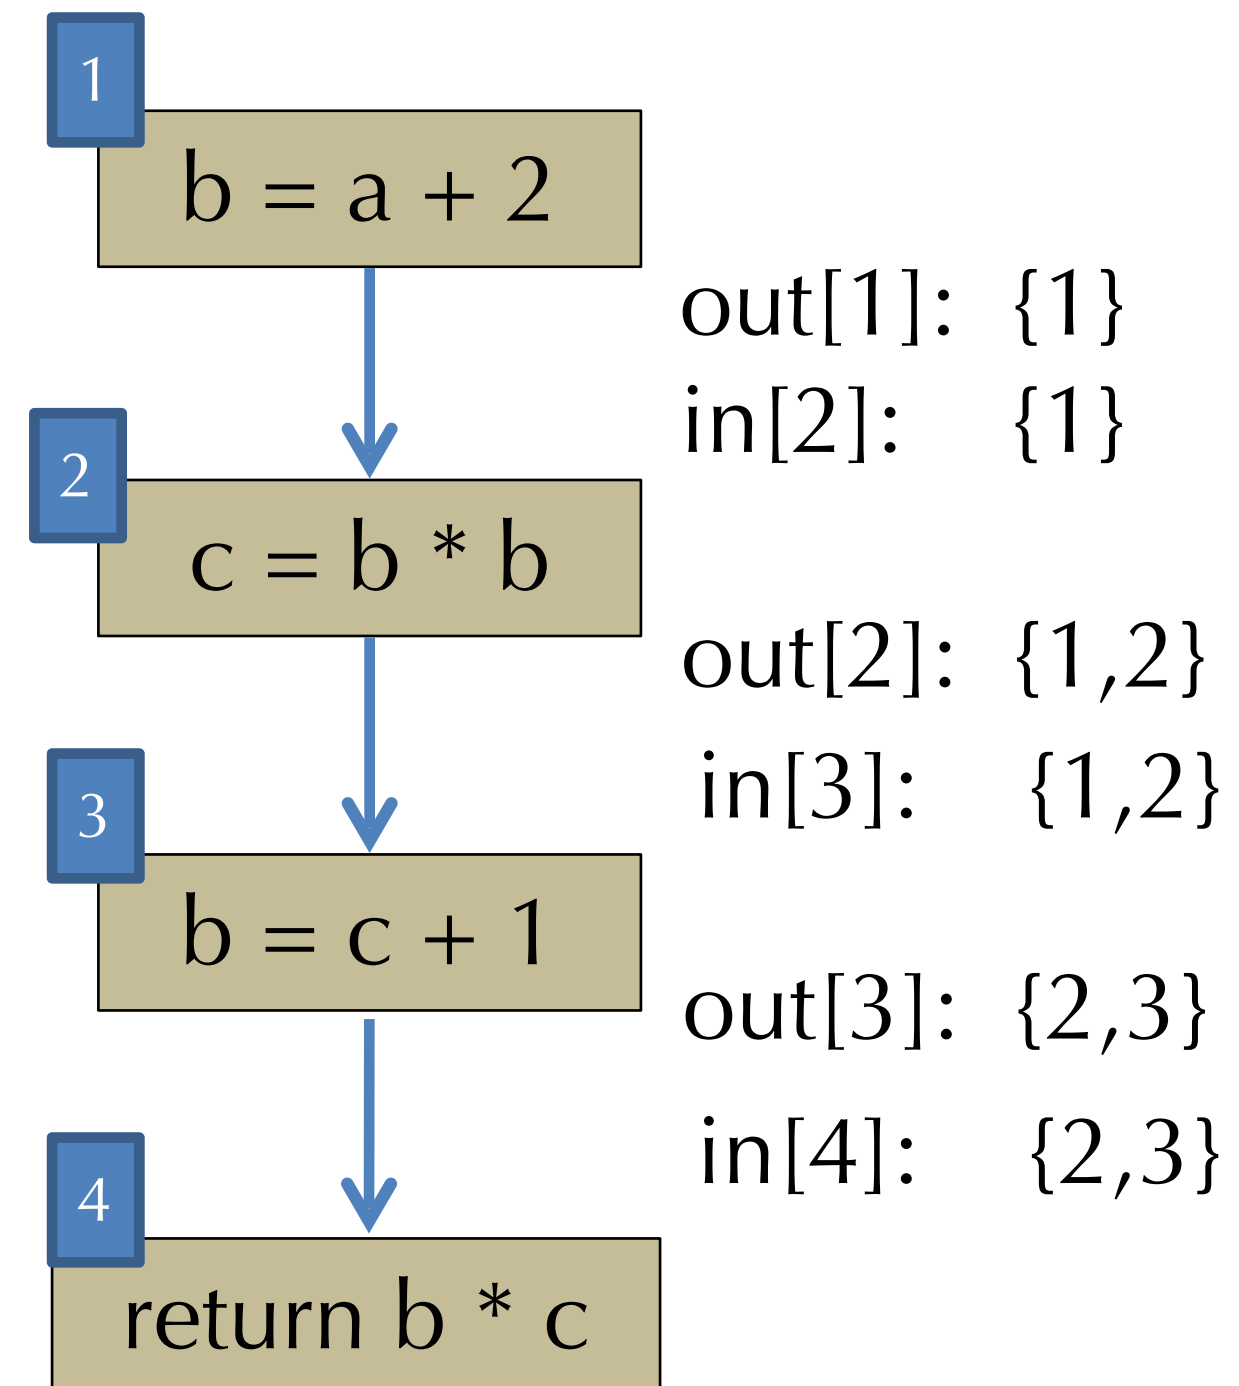 1
b = a + 2
out[1]: {1}
in[2]: {1}
2
c = b * b
out[2]: {1,2}
in[3]: {1,2}
3
b = c + 1
out[3]: {2,3}
in[4]: {2,3}
4
return b * c